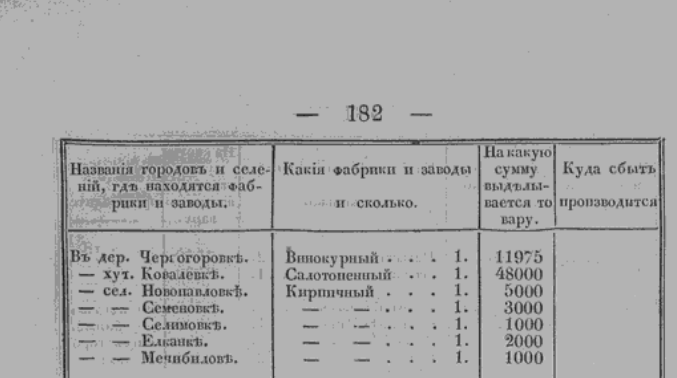 — 182 —
Названія городовъ и селеній, гдѣ находятся фабрики и заводы. Какія фабрики и заводы и сколько. На какую сумму выдѣлывается товару. Куда сбытъ производится
Въ дер. Чергогоровкѣ. Винокурный . . . 1. 11975
— хут. Ковалевкѣ. Салотопенный . 1. 48000
— сел. Новопавловкѣ. Кирпичный . . . 1. 5000
— — Семеновкѣ. — — . . . 1. 3000
— — Селимовкѣ. — — . . . 1. 1000
— — — — . . . 1. 2000
— — Мечибиловѣ. — — . . . 1. 1000